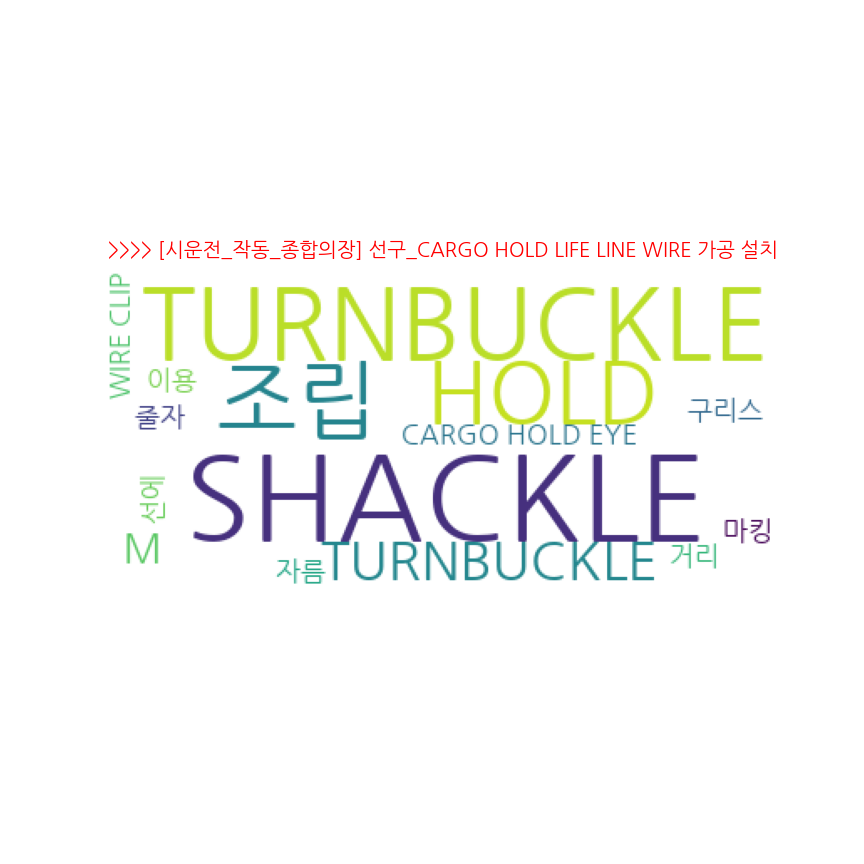 >>>> [시운전_작동_종합의장] 선구_CARGO HOLD LIFE LINE WIRE 가공 설치
WIRE CLIP
TURNBUCKLE
이용
조립
HOLD
줄자
구리스
CARGO HOLD EYE
SHACKLE
선에
M
마킹
자름
TURNBUCKLE
거리